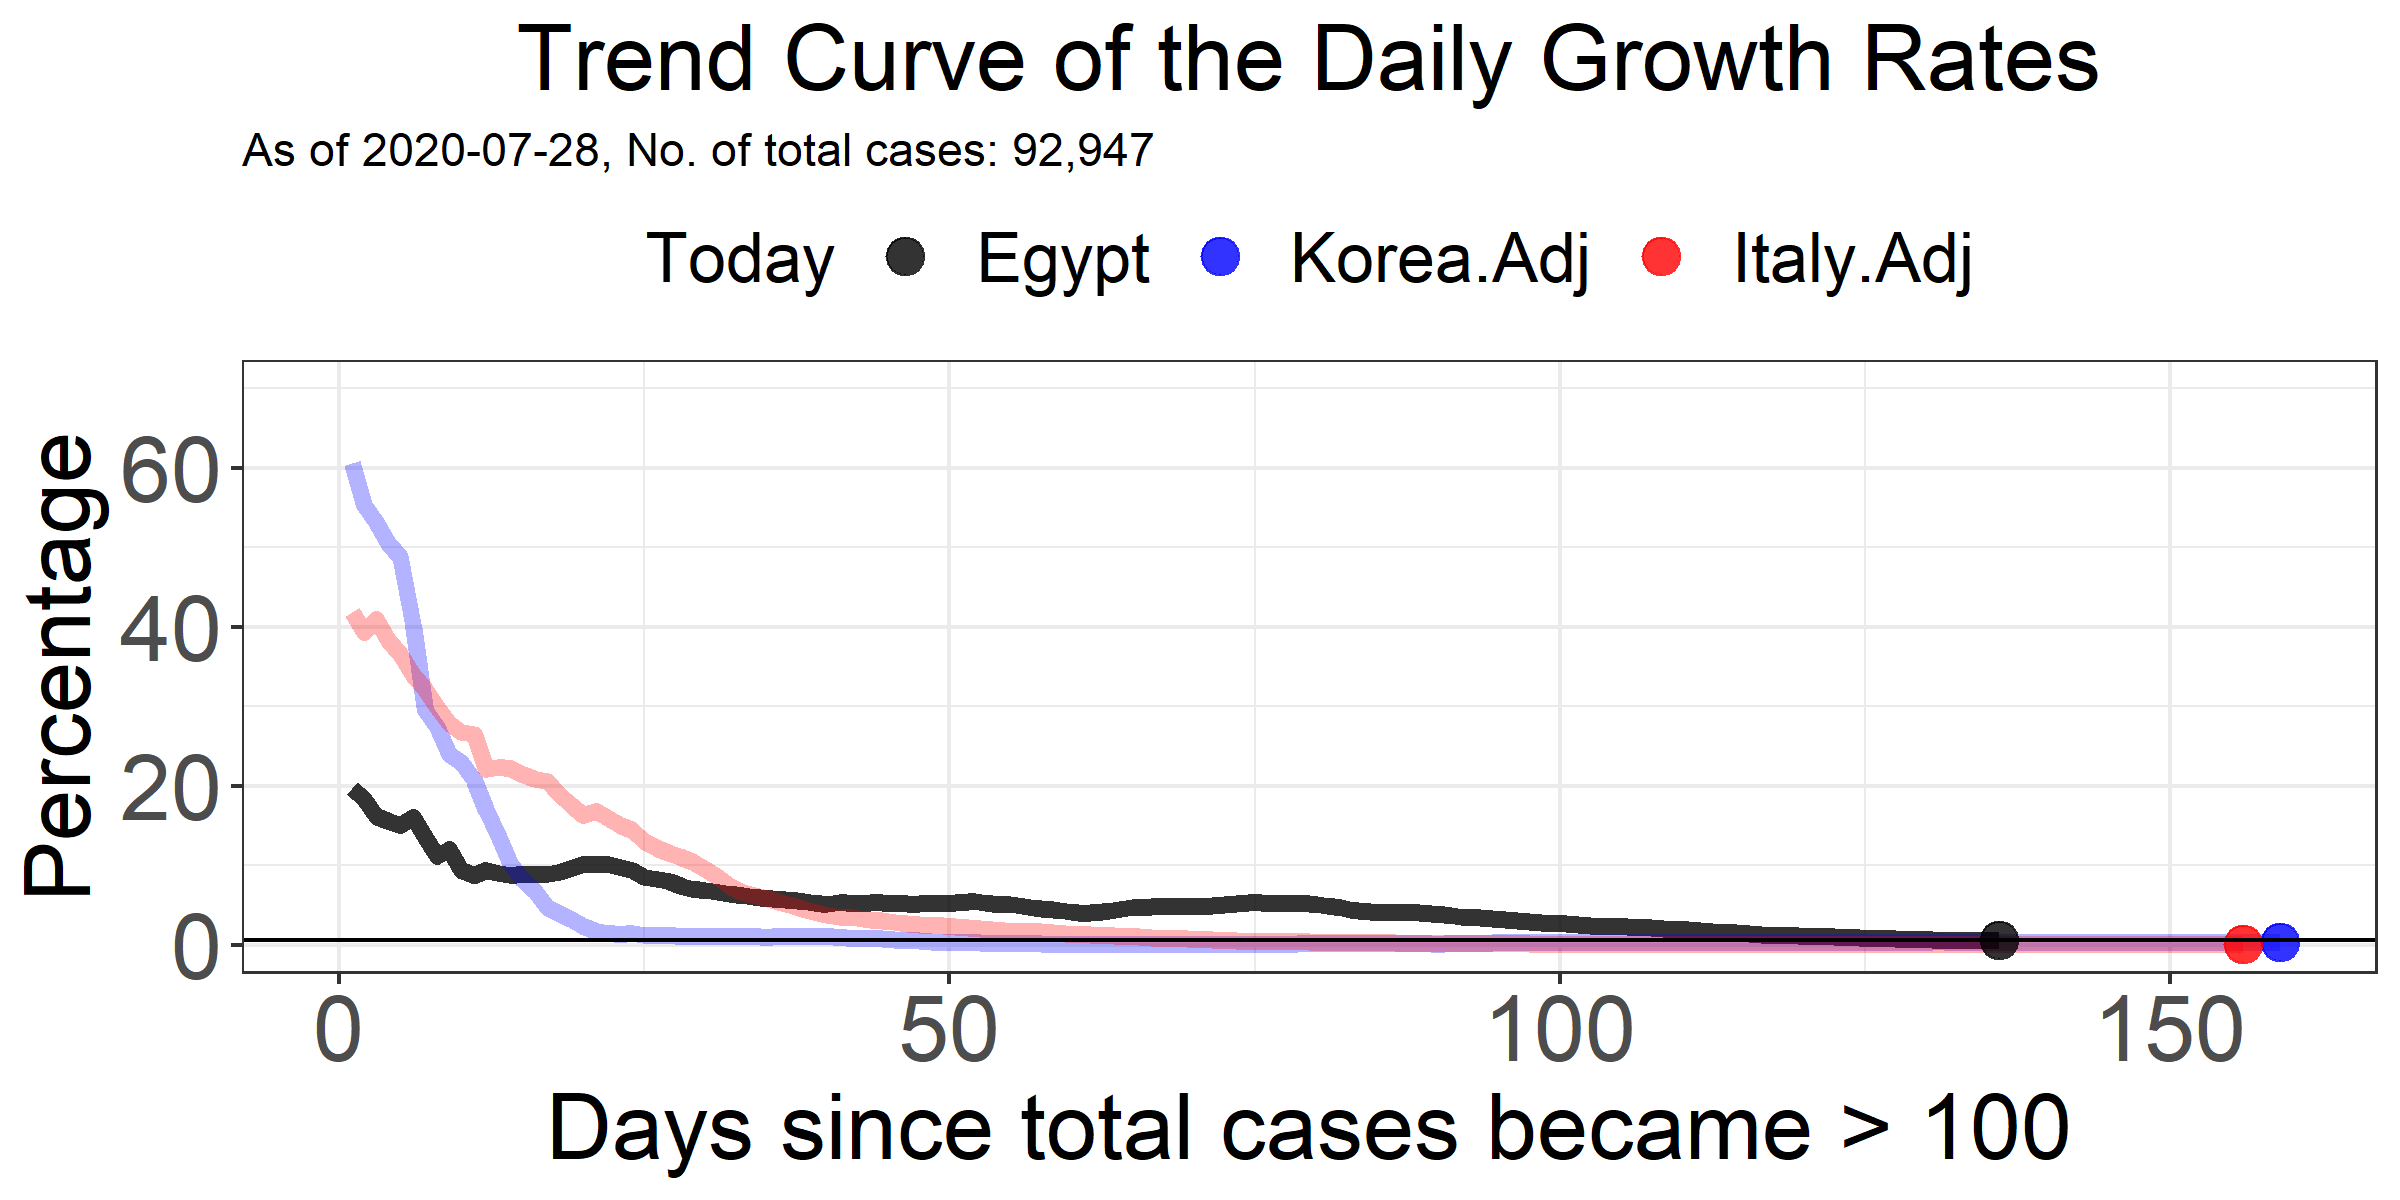 Trend Curve of the Daily Growth Rates
As of 2020-07-28, No. of total cases: 92,947
Today Egypt Korea.Adj Italy.Adj
Percentage
60
40
20
0
0 50 100 150
Days since total cases became > 100